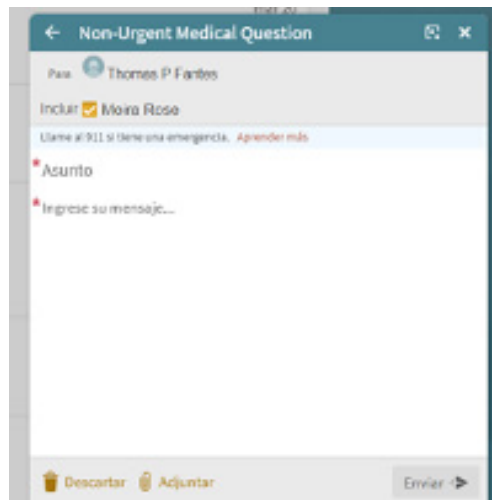 Non-Urgent Medical Question
Para Thomas P Fantes
Incluir Moira Rose
Llame al 911 si tiene una emergencia. Aprender más
*Asunto
*Ingrese su mensaje...
Descartar Adjuntar Enviar